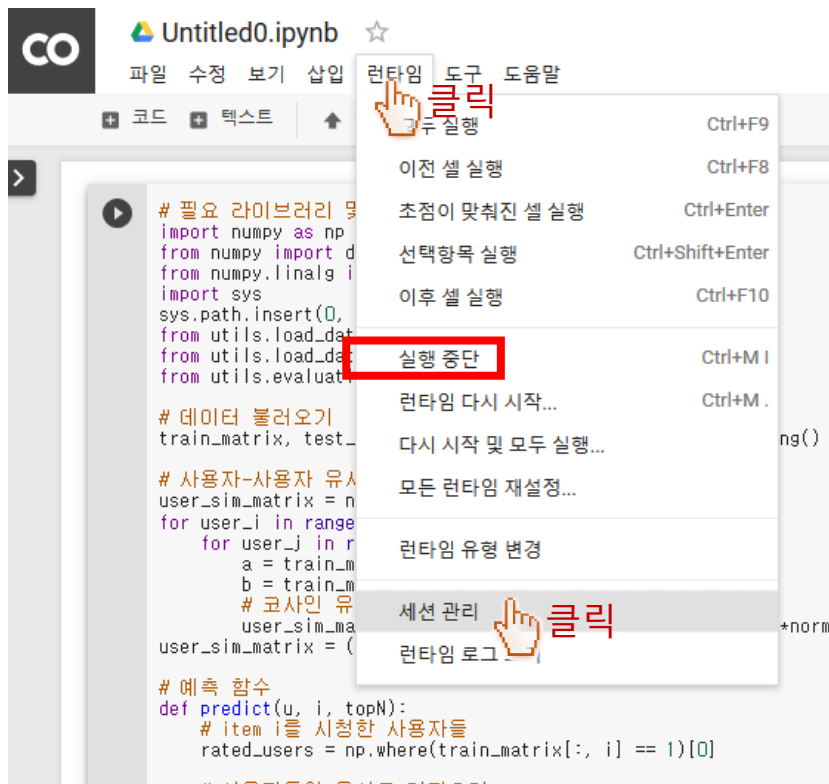 CO
Untitled0.ipynb
파일 수정 보기 삽입 런타임 도구 도움말
클릭
코드 텍스트
실행 Ctrl+F9
이전 셀 실행 Ctrl+F8
초점이 맞춰진 셀 실행 Ctrl+Enter
선택항목 실행 Ctrl+Shift+Enter
이후 셀 실행 Ctrl+F10
실행 중단 Ctrl+M I
런타임 다시 시작... Ctrl+M .
다시 시작 및 모두 실행...
모든 런타임 재설정...
런타임 유형 변경
세션 관리
클릭
런타임 로그
# 필요 라이브러리 및
import numpy as np
from numpy import d
from numpy.linalg i
import sys
sys.path.insert(0,
from utils.load_dat
from utils.load_dat
from utils.evaluati
# 데이터 불러오기
train_matrix, test_ ng()
# 사용자-사용자 유사
user_sim_matrix = n
for user_i in range
for user_j in r
a = train_m
b = train_m
# 코사인 유
user_sim_ma *norm
user_sim_matrix = (
# 예측 함수
def predict(u, i, topN):
# item i를 시청한 사용자들
rated_users = np.where(train_matrix[:, i] == 1)[0]